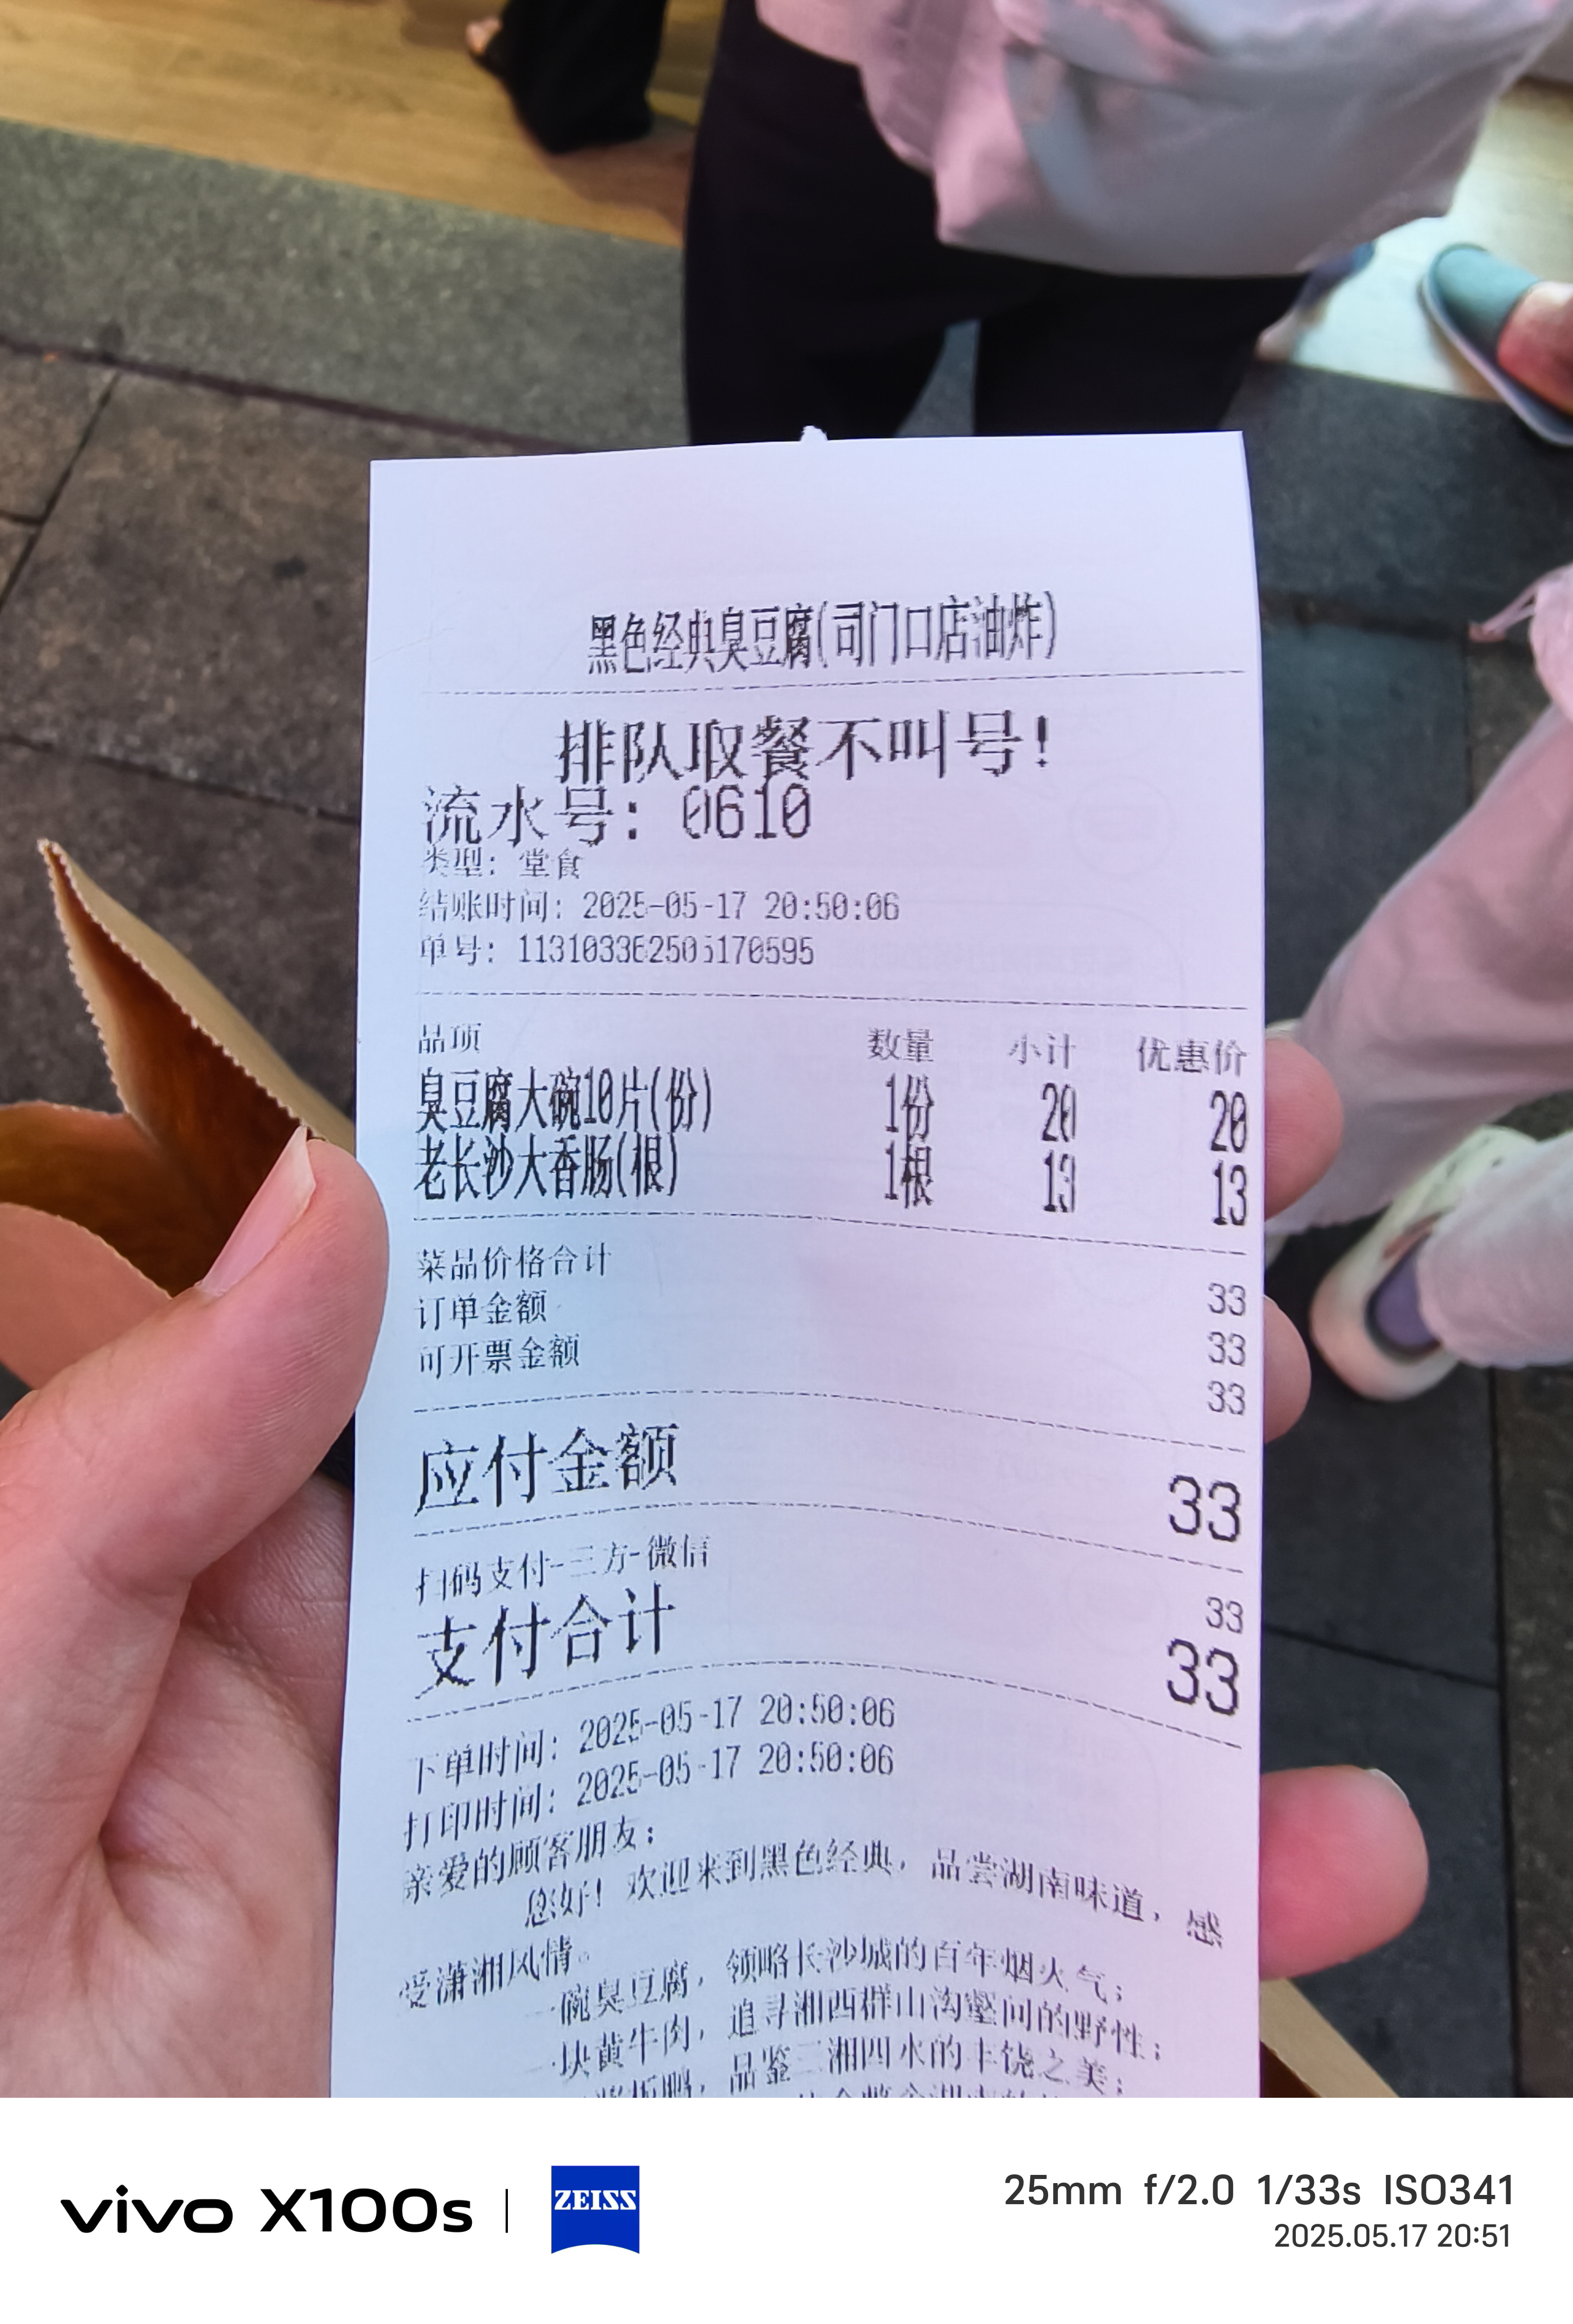 黑色经典臭豆腐(司门口店油炸)
排队取餐不叫号!
流水号: 0610
类型: 堂食
结账时间: 2025-05-17 20:50:06
单号: 113103362505170595
品项 数量 小计 优惠价
臭豆腐大碗10片(份) 1份 20 20
老长沙大香肠(根) 1根 13 13
菜品价格合计 33
订单金额 33
可开票金额 33
应付金额 33
扫码支付-三方-微信 33
支付合计 33
下单时间: 2025-05-17 20:50:06
打印时间: 2025-05-17 20:50:06
亲爱的顾客朋友:
您好! 欢迎来到黑色经典, 品尝湖南味道, 感
受潇湘风情。
一碗臭豆腐, 领略长沙城的百年烟火气;
一块黄牛肉, 追寻湘西群山沟壑间的野性;
品鉴三湘四水的丰饶之美;
vivo X100s | ZEISS
25mm f/2.0 1/33s ISO341
2025.05.17 20:51